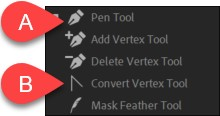 A Pen Tool
Add Vertex Tool
Delete Vertex Tool
B Convert Vertex Tool
Mask Feather Tool